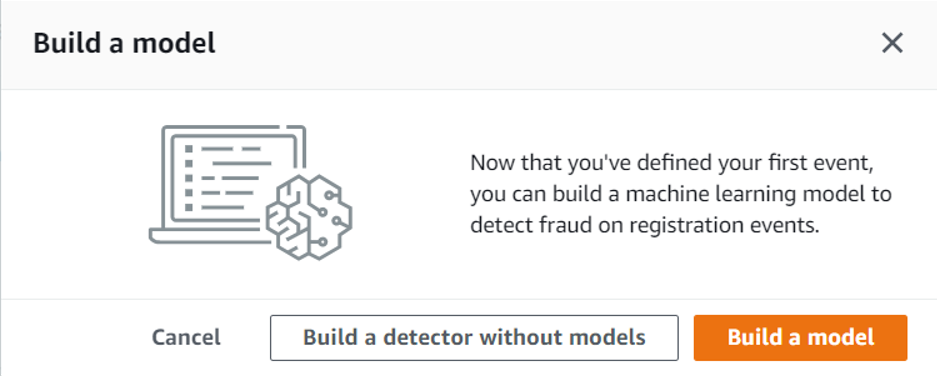 Build a model
Now that you've defined your first event,
you can build a machine learning model to
detect fraud on registration events.
Cancel
Build a detector without models
Build a model